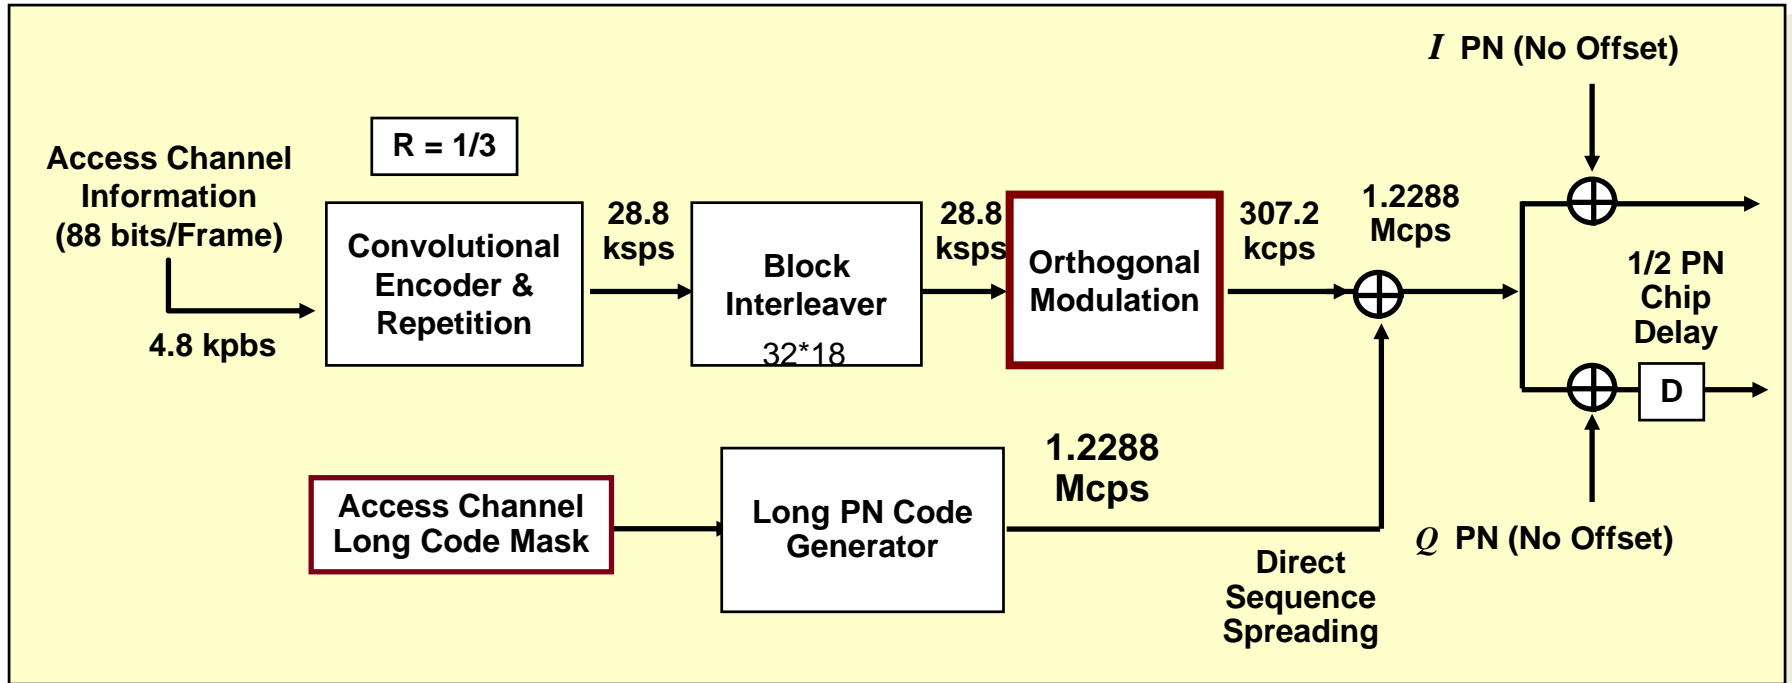 I PN (No Offset)
R = 1/3
Access Channel
Information
(88 bits/Frame)
4.8 kpbs
Convolutional
Encoder &
Repetition
28.8
ksps
Block
Interleaver
32*18
28.8
ksps
Orthogonal
Modulation
307.2
kcps
1.2288
Mcps
1/2 PN
Chip
Delay
D
Access Channel
Long Code Mask
Long PN Code
Generator
1.2288
Mcps
Direct
Sequence
Spreading
Q PN (No Offset)